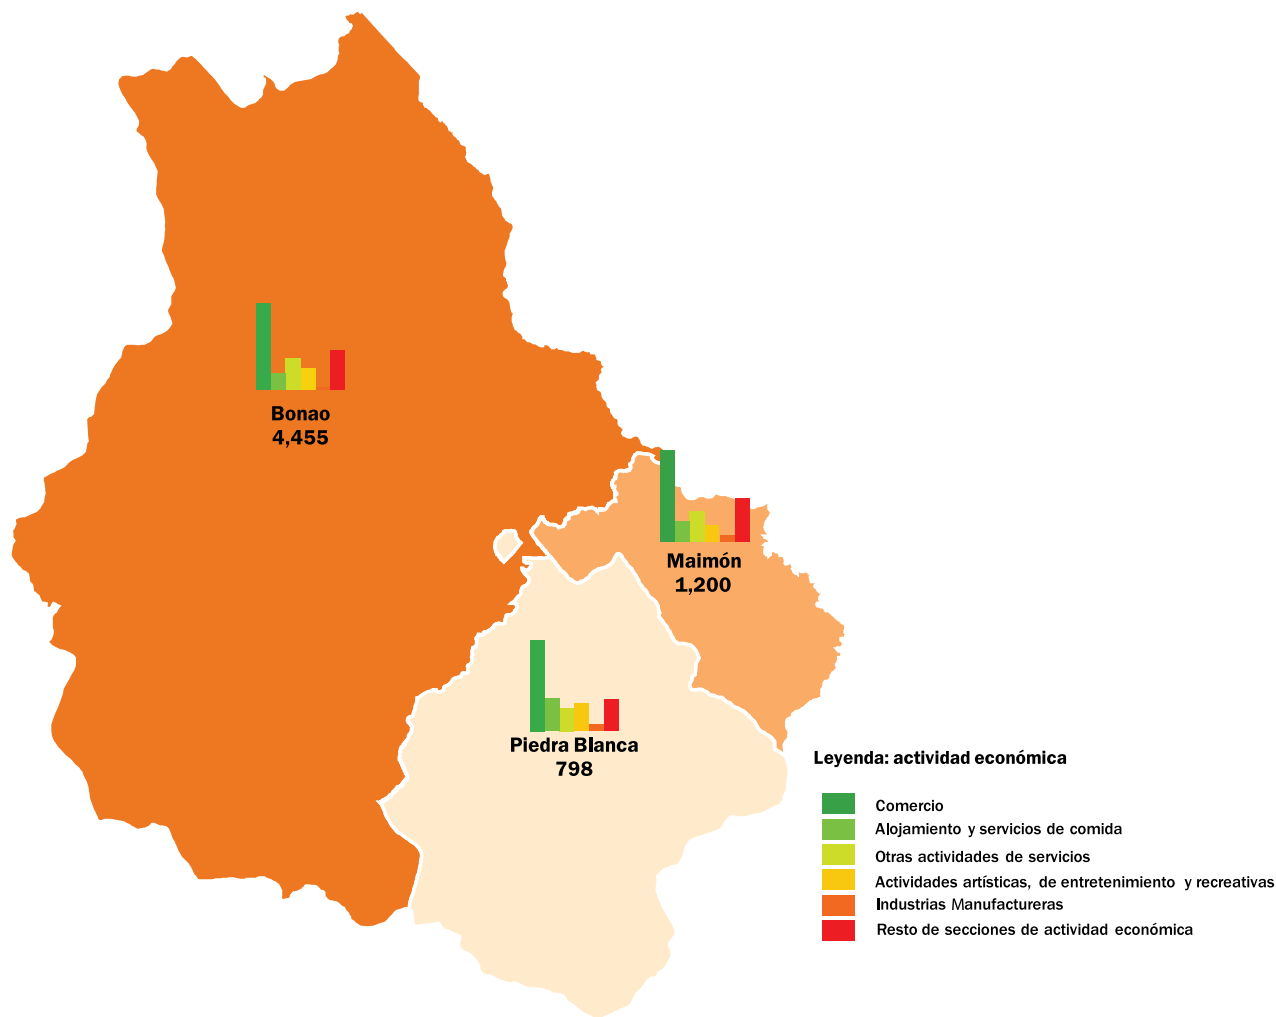 Bonao
4,455
Maimón
1,200
Piedra Blanca
798
Leyenda: actividad económica
Comercio
Alojamiento y servicios de comida
Otras actividades de servicios
Actividades artísticas, de entretenimiento y recreativas
Industrias Manufactureras
Resto de secciones de actividad económica